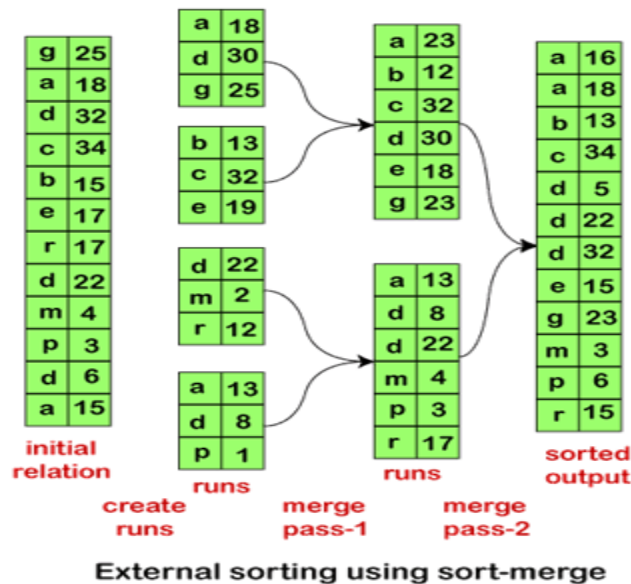 g 25
a 18
d 32
c 34
b 15
e 17
r 17
d 22
m 4
p 3
d 6
a 15
initial
relation
create
runs
a 18
d 30
g 25
b 13
c 32
e 19
d 22
m 2
r 12
a 13
d 8
p 1
runs
merge
pass-1
a 23
b 12
c 32
d 30
e 18
g 23
a 13
d 8
d 22
m 4
p 3
r 17
runs
merge
pass-2
a 16
a 18
b 13
c 34
d 5
d 22
d 32
e 15
g 23
m 3
p 6
r 15
sorted
output
External sorting using sort-merge